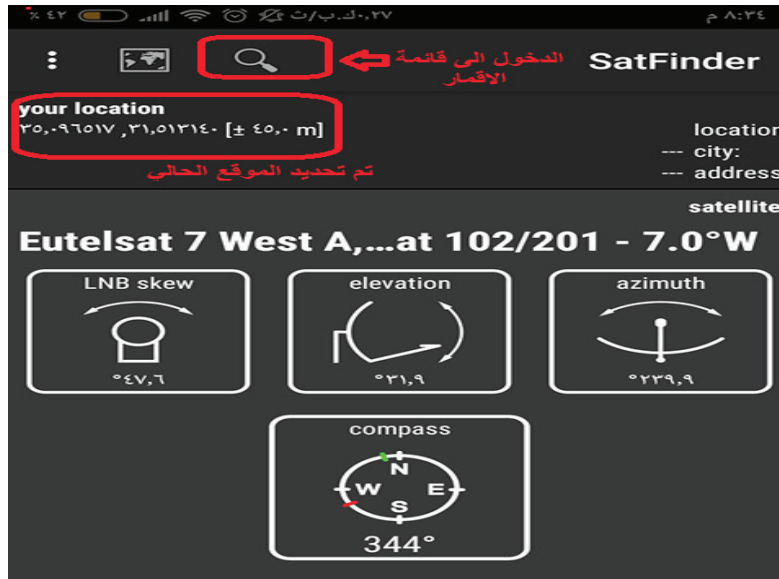 ٪ ٤٢ ٢٧,٠ك.ب/ث ٨:٣٤ م
SatFinder
الدخول الى قائمة
الاقمار
your location
٣٥,٠٩٦٥١٧ ,٣١,٥١٣١٤٠ [± ٤٥,٠ m]
تم تحديد الموقع الحالي
location
--- city:
--- address
satellite
Eutelsat 7 West A,…at 102/201 - 7.0°W
LNB skew
°٤٧,٦
elevation
°٣١,٩
azimuth
°٢٣٩,٩
compass
N
W E
S
344°